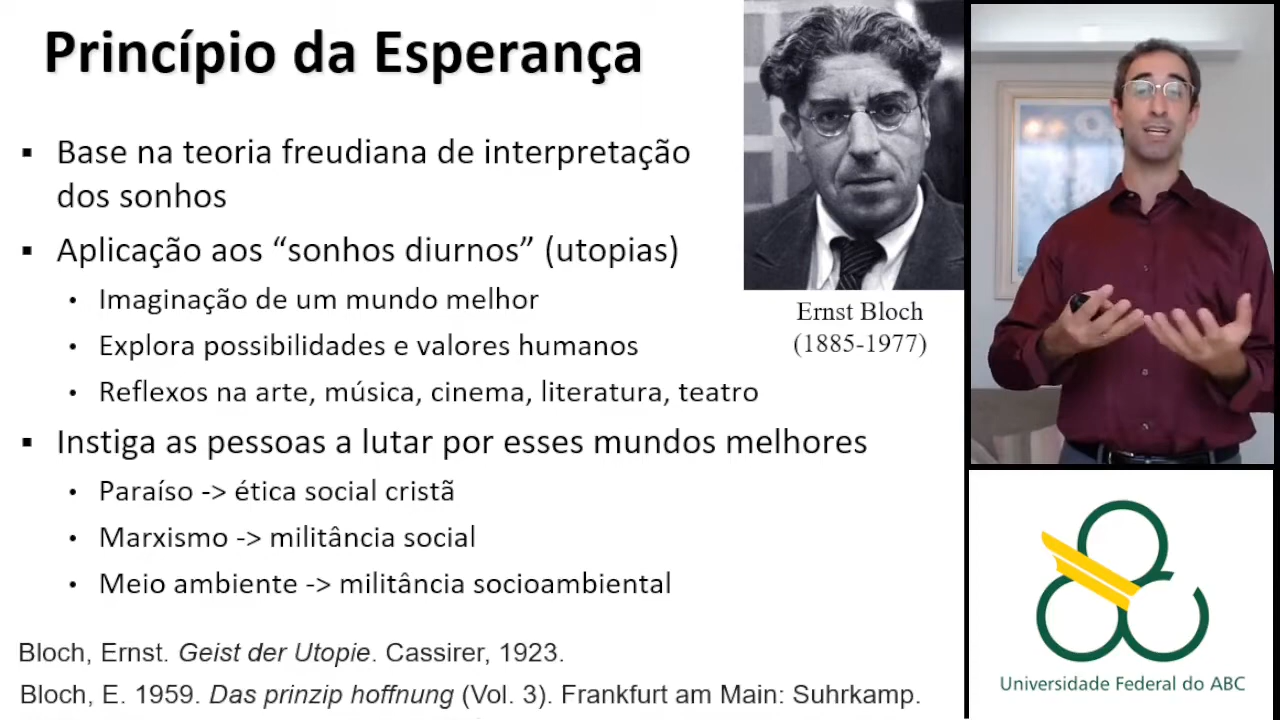 Princípio da Esperança
▪ Base na teoria freudiana de interpretação
dos sonhos
▪ Aplicação aos “sonhos diurnos” (utopias)
• Imaginação de um mundo melhor
• Explora possibilidades e valores humanos
• Reflexos na arte, música, cinema, literatura, teatro
▪ Instiga as pessoas a lutar por esses mundos melhores
• Paraíso -> ética social cristã
• Marxismo -> militância social
• Meio ambiente -> militância socioambiental
Bloch, Ernst. Geist der Utopie. Cassirer, 1923.
Bloch, E. 1959. Das prinzip hoffnung (Vol. 3). Frankfurt am Main: Suhrkamp.
Ernst Bloch
(1885-1977)
Universidade Federal do ABC